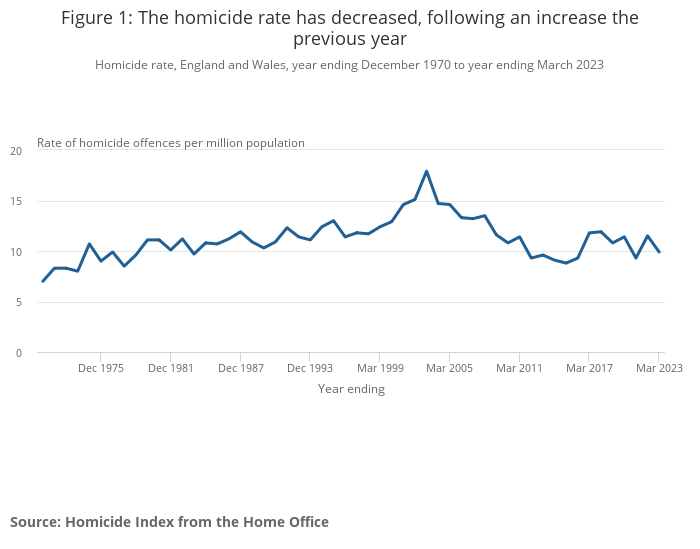 Figure 1: The homicide rate has decreased, following an increase the
previous year
Homicide rate, England and Wales, year ending December 1970 to year ending March 2023
Rate of homicide offences per million population
20
15
10
5
0
Dec 1975 Dec 1981 Dec 1987 Dec 1993 Mar 1999 Mar 2005 Mar 2011 Mar 2017 Mar 2023
Year ending
Source: Homicide Index from the Home Office